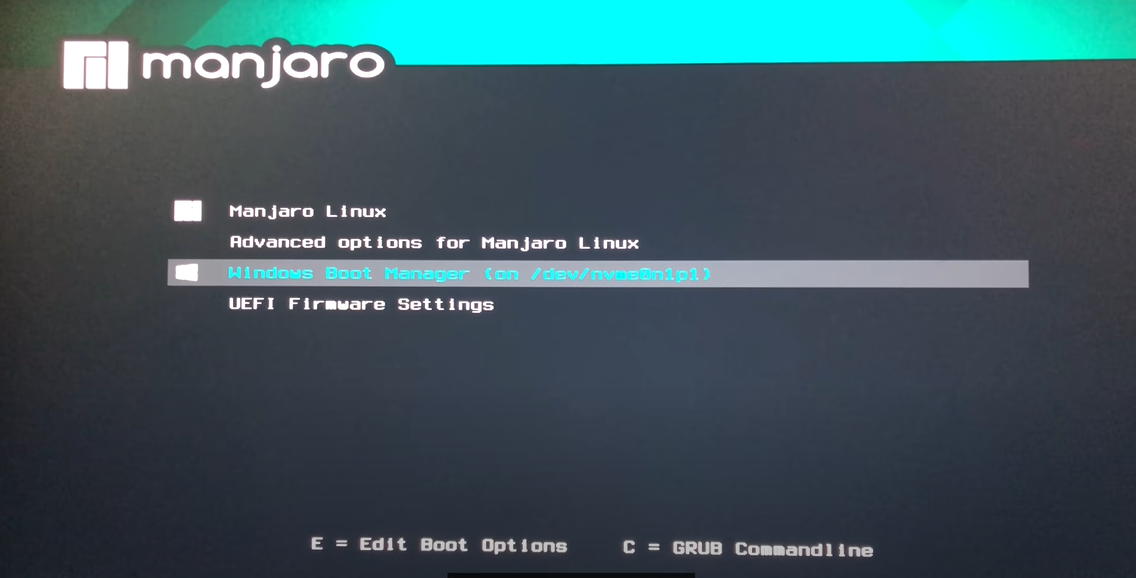 manjaro
Manjaro Linux
Advanced options for Manjaro Linux
Windows Boot Manager (on /dev/nvme0n1p1)
UEFI Firmware Settings
E = Edit Boot Options C = GRUB Commandline